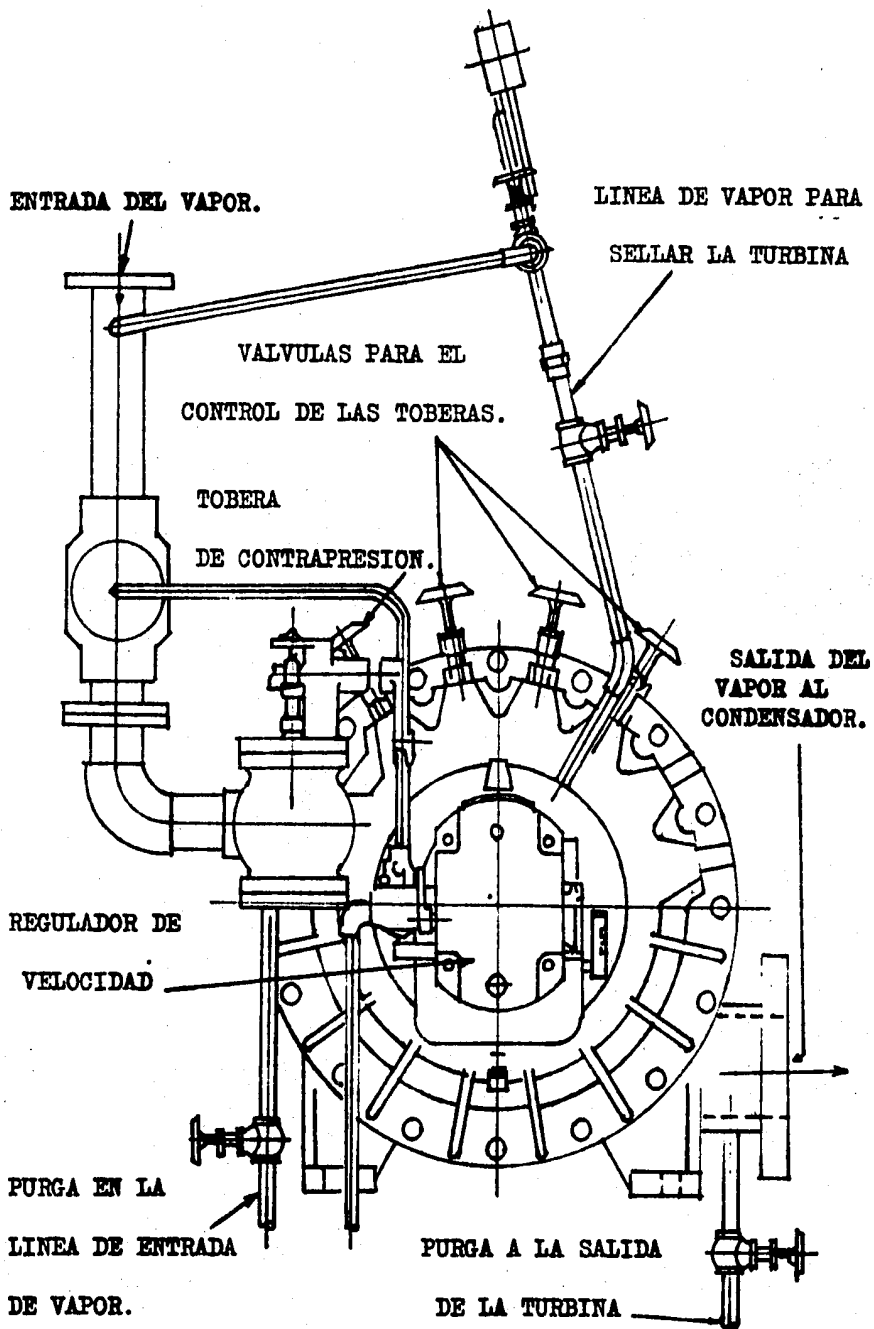 ENTRADA DEL VAPOR.
LINEA DE VAPOR PARA
SELLAR LA TURBINA
VALVULAS PARA EL
CONTROL DE LAS TOBERAS.
TOBERA
DE CONTRAPRESION.
SALIDA DEL
VAPOR AL
CONDENSADOR.
REGULADOR DE
VELOCIDAD
PURGA EN LA
LINEA DE ENTRADA
DE VAPOR.
PURGA A LA SALIDA
DE LA TURBINA